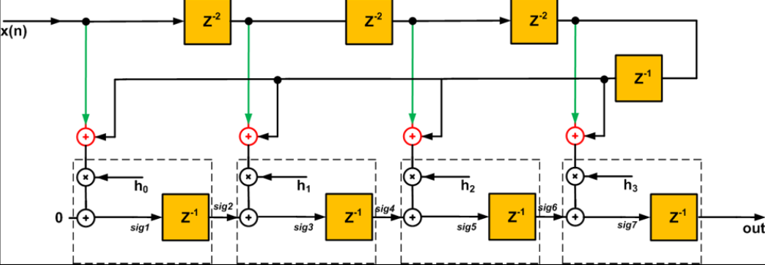 Z⁻² Z⁻² Z⁻²
x(n)
Z⁻¹
+ + + +
× h₀ × h₁ × h₂ × h₃
0 + sig1 Z⁻¹ sig2 + sig3 Z⁻¹ sig4 + sig5 Z⁻¹ sig6 + sig7 Z⁻¹ out